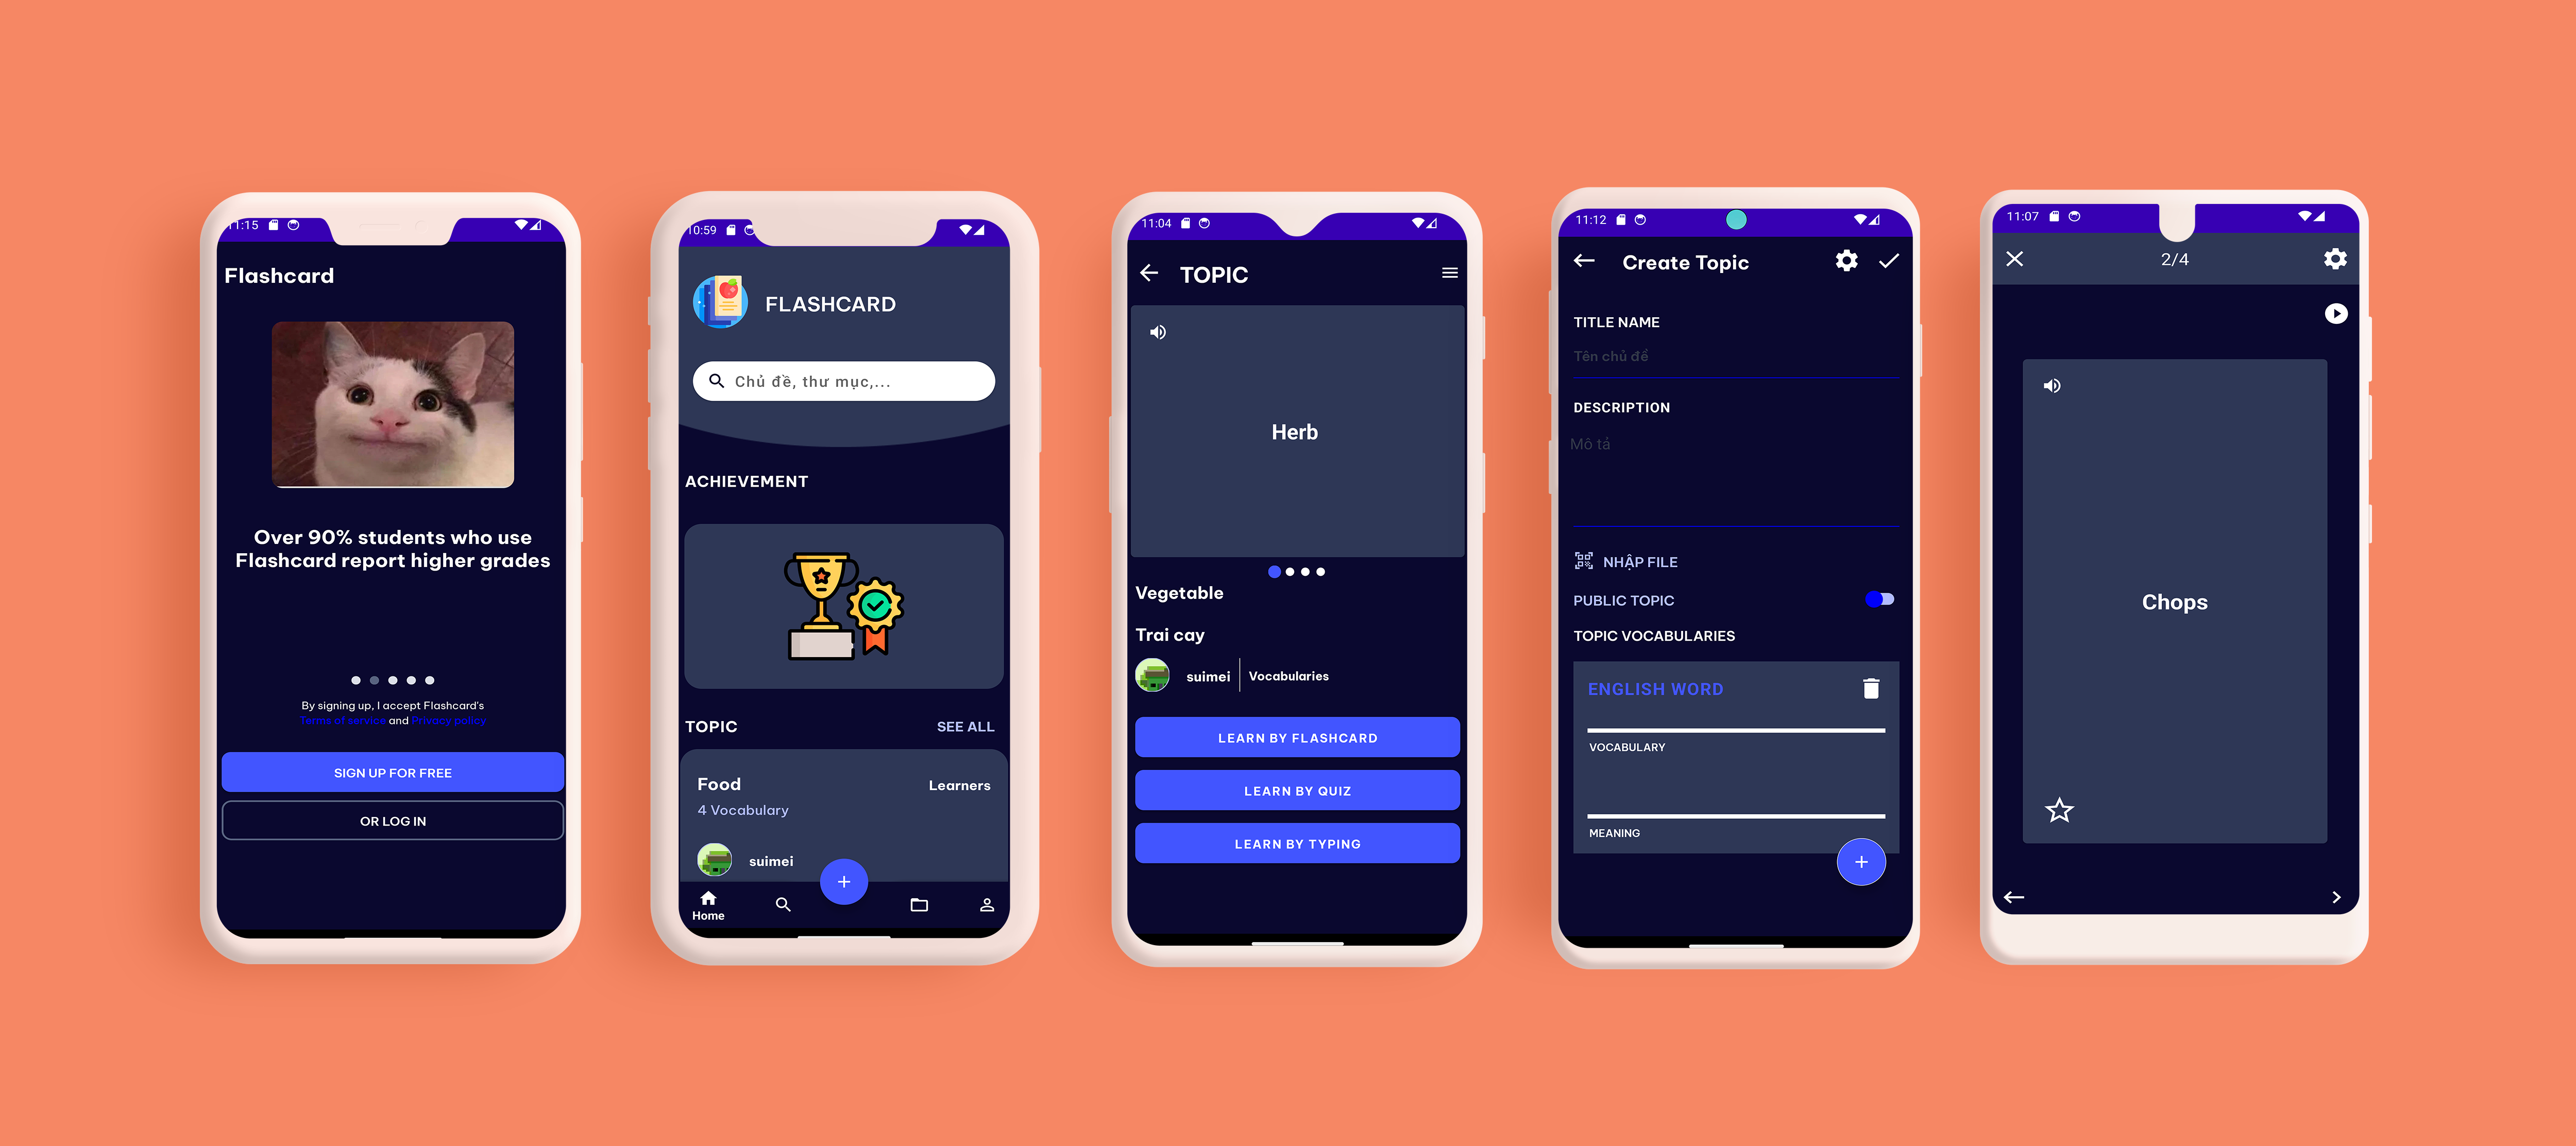 11:15
Flashcard
Over 90% students who use
Flashcard report higher grades
By signing up, I accept Flashcard's
Terms of service and Privacy policy
SIGN UP FOR FREE
OR LOG IN
10:59
FLASHCARD
Chủ đề, thư mục,...
ACHIEVEMENT
TOPIC SEE ALL
Food Learners
4 Vocabulary
suimei
Home
11:04
TOPIC
Herb
Vegetable
Trai cay
suimei Vocabularies
LEARN BY FLASHCARD
LEARN BY QUIZ
LEARN BY TYPING
11:12
Create Topic
TITLE NAME
Tên chủ đề
DESCRIPTION
Mô tả
NHẬP FILE
PUBLIC TOPIC
TOPIC VOCABULARIES
ENGLISH WORD
VOCABULARY
MEANING
11:07
2/4
Chops